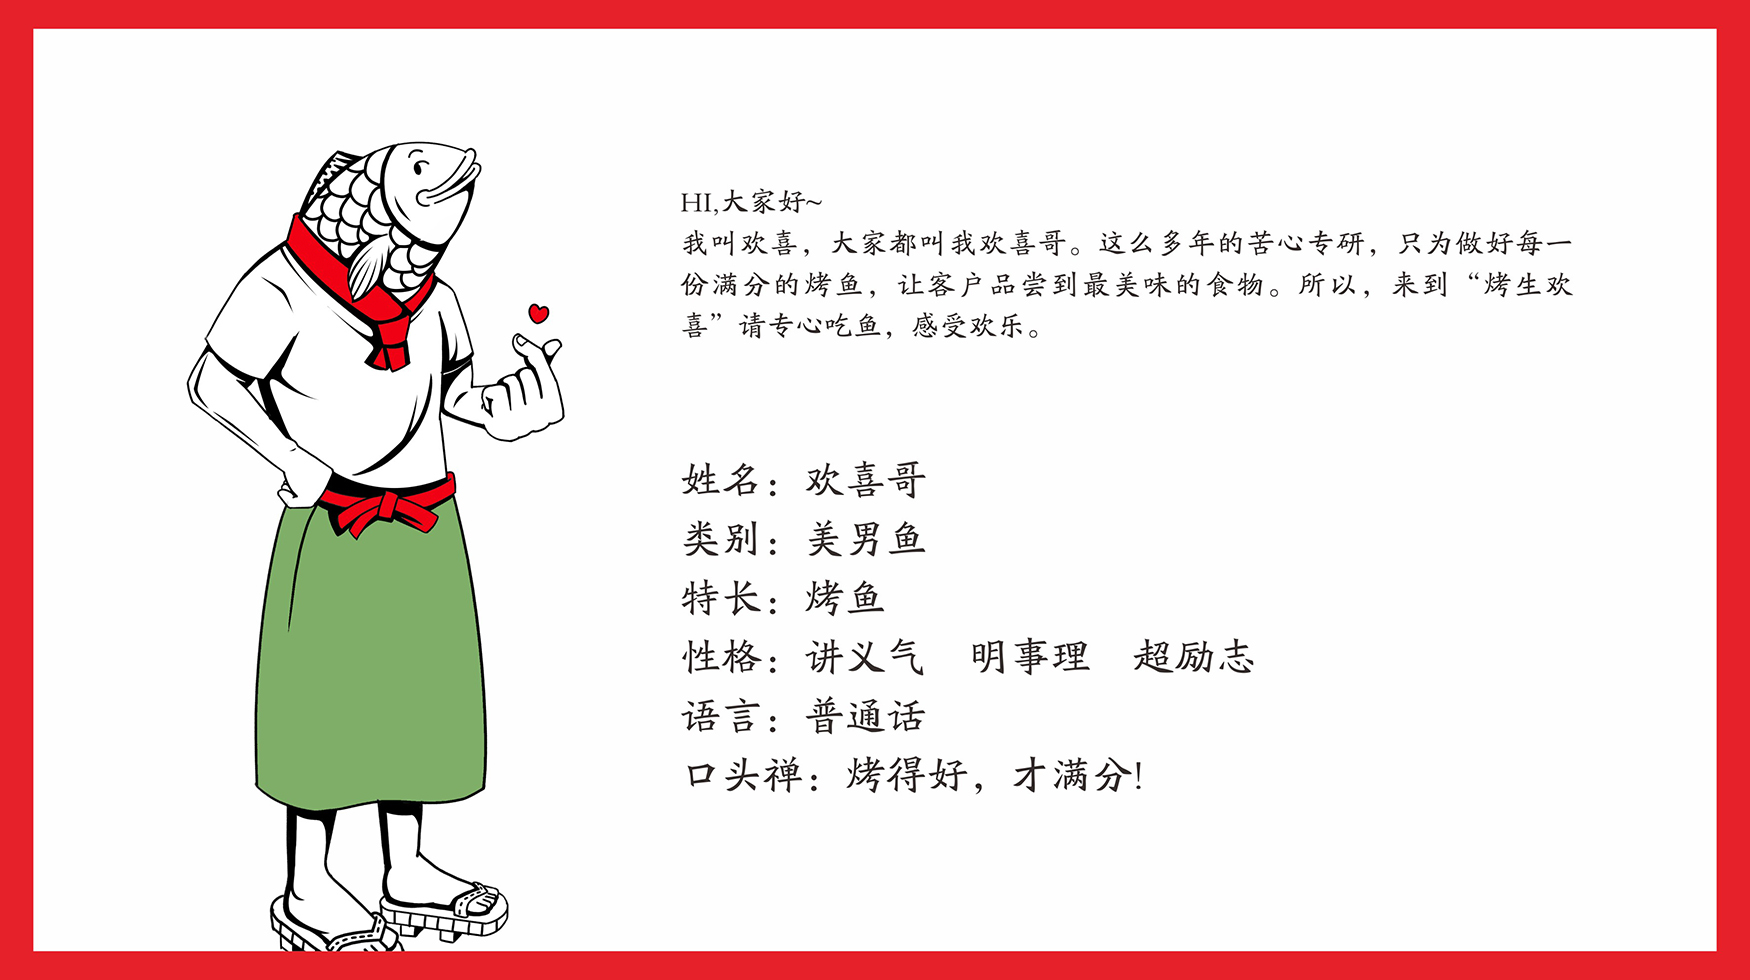 HI,大家好~
我叫欢喜，大家都叫我欢喜哥。这么多年的苦心专研，只为做好每一
份满分的烤鱼，让客户品尝到最美味的食物。所以，来到“烤生欢
喜”请专心吃鱼，感受欢乐。
姓名：欢喜哥
类别：美男鱼
特长：烤鱼
性格：讲义气　明事理　超励志
语言：普通话
口头禅：烤得好，才满分!